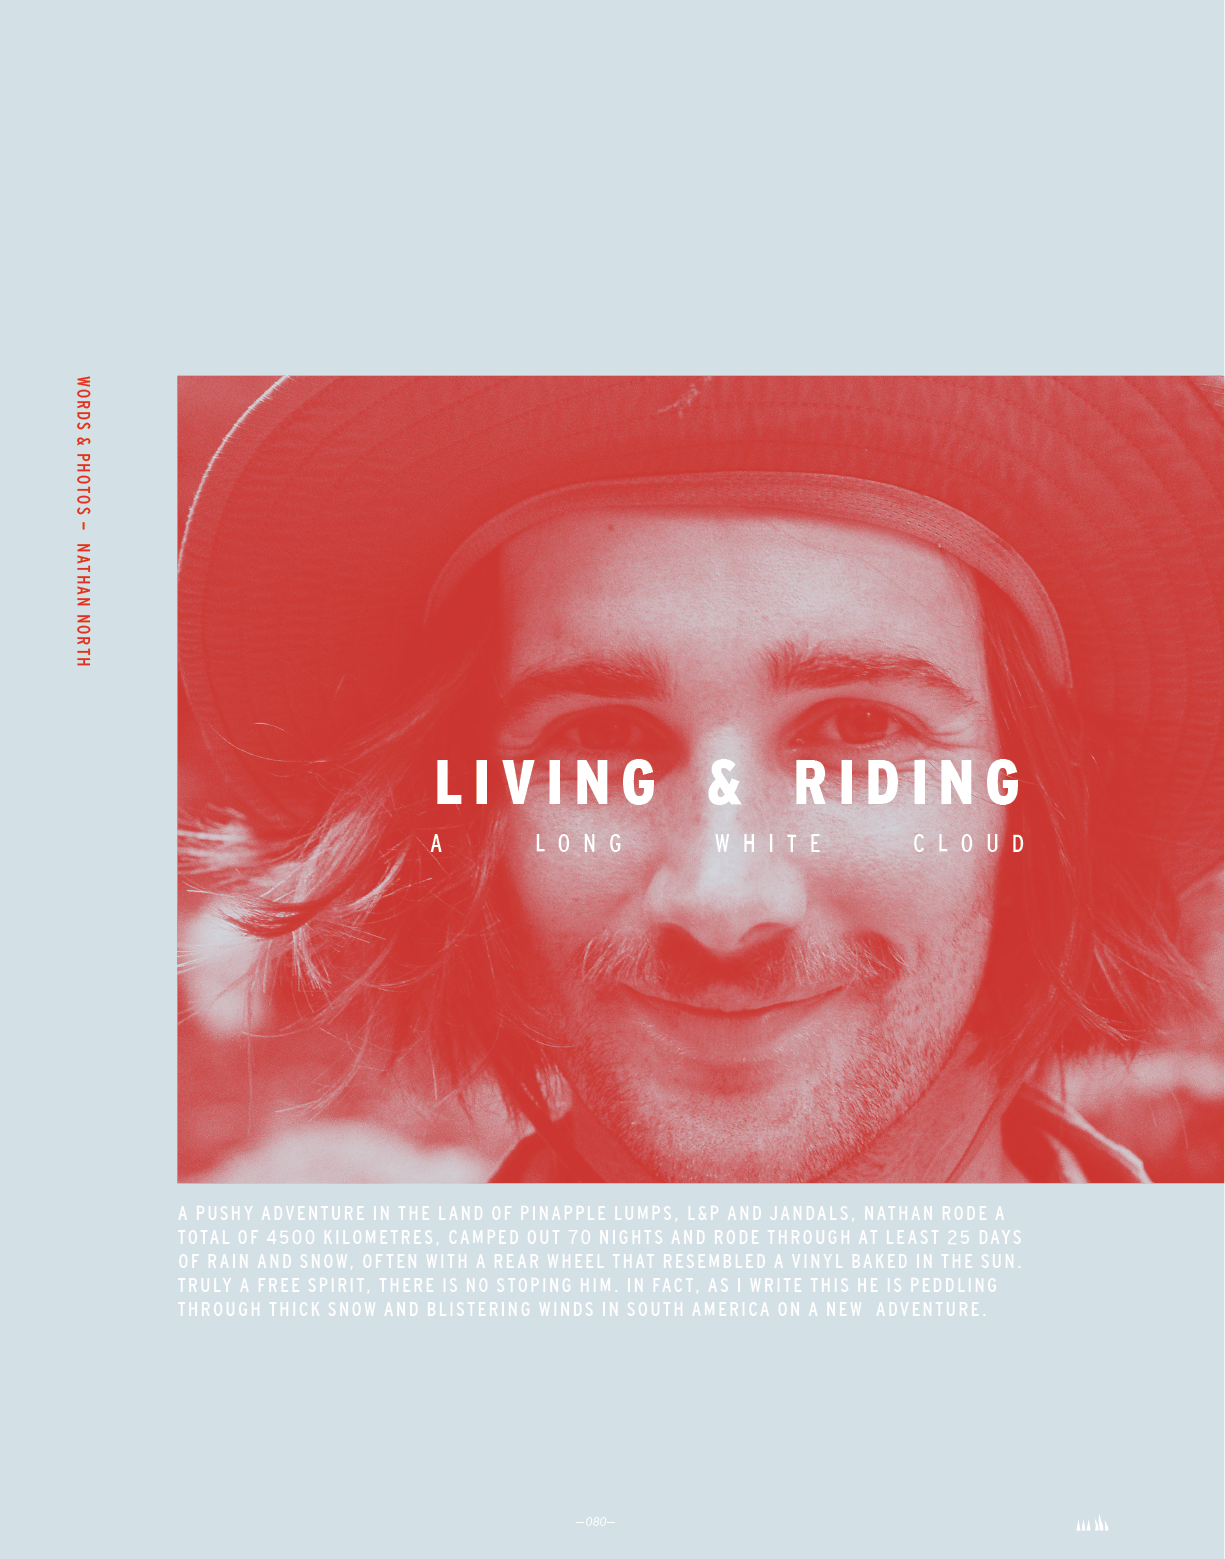 WORDS & PHOTOS – NATHAN NORTH
LIVING & RIDING
A LONG WHITE CLOUD
A PUSHY ADVENTURE IN THE LAND OF PINAPPLE LUMPS, L&P AND JANDALS, NATHAN RODE A
TOTAL OF 4500 KILOMETRES, CAMPED OUT 70 NIGHTS AND RODE THROUGH AT LEAST 25 DAYS
OF RAIN AND SNOW, OFTEN WITH A REAR WHEEL THAT RESEMBLED A VINYL BAKED IN THE SUN.
TRULY A FREE SPIRIT, THERE IS NO STOPING HIM. IN FACT, AS I WRITE THIS HE IS PEDDLING
THROUGH THICK SNOW AND BLISTERING WINDS IN SOUTH AMERICA ON A NEW ADVENTURE.
—080—